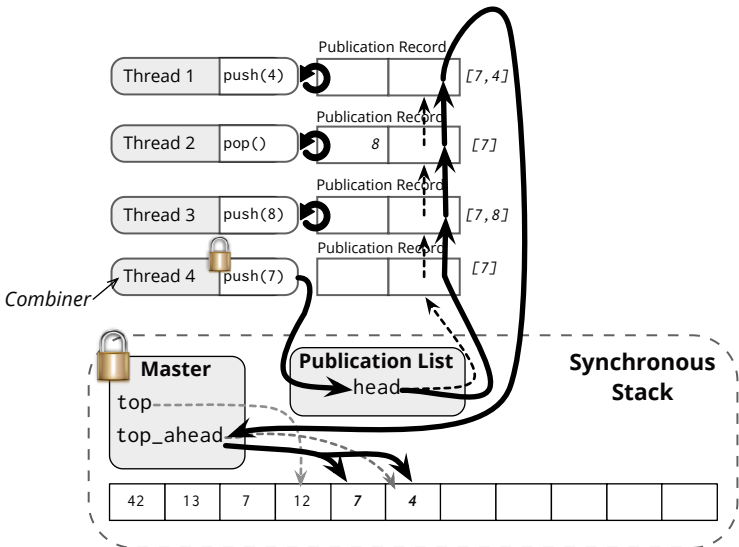 Publication Record
Thread 1 push(4) [7,4]
Publication Record
Thread 2 pop() 8 [7]
Publication Record
Thread 3 push(8) [7,8]
Publication Record
Thread 4 push(7) [7]
Combiner
Master
Publication List
Synchronous
Stack
head
top
top_ahead
42 13 7 12 7 4